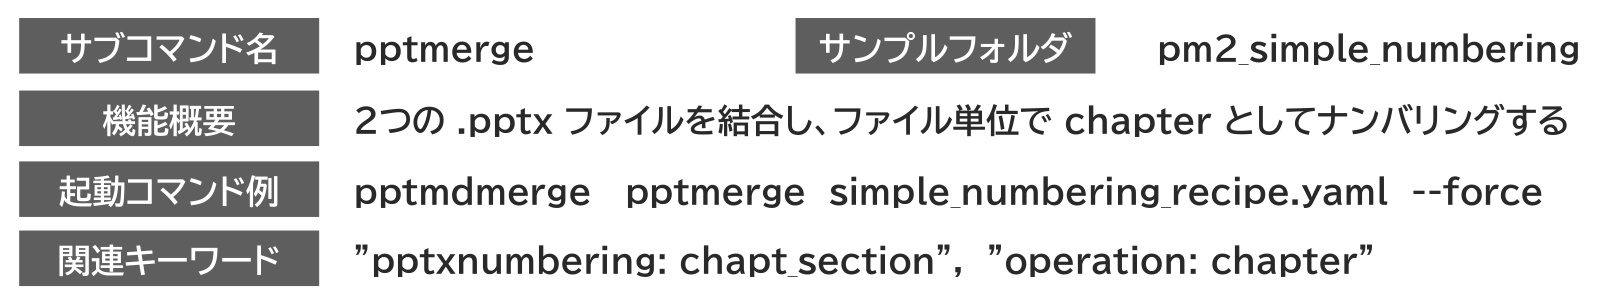 サブコマンド名 pptmerge サンプルフォルダ pm2_simple_numbering
機能概要 2つの .pptx ファイルを結合し、ファイル単位で chapter としてナンバリングする
起動コマンド例 pptmdmerge pptmerge simple_numbering_recipe.yaml --force
関連キーワード ”pptxnumbering: chapt_section”, ”operation: chapter”